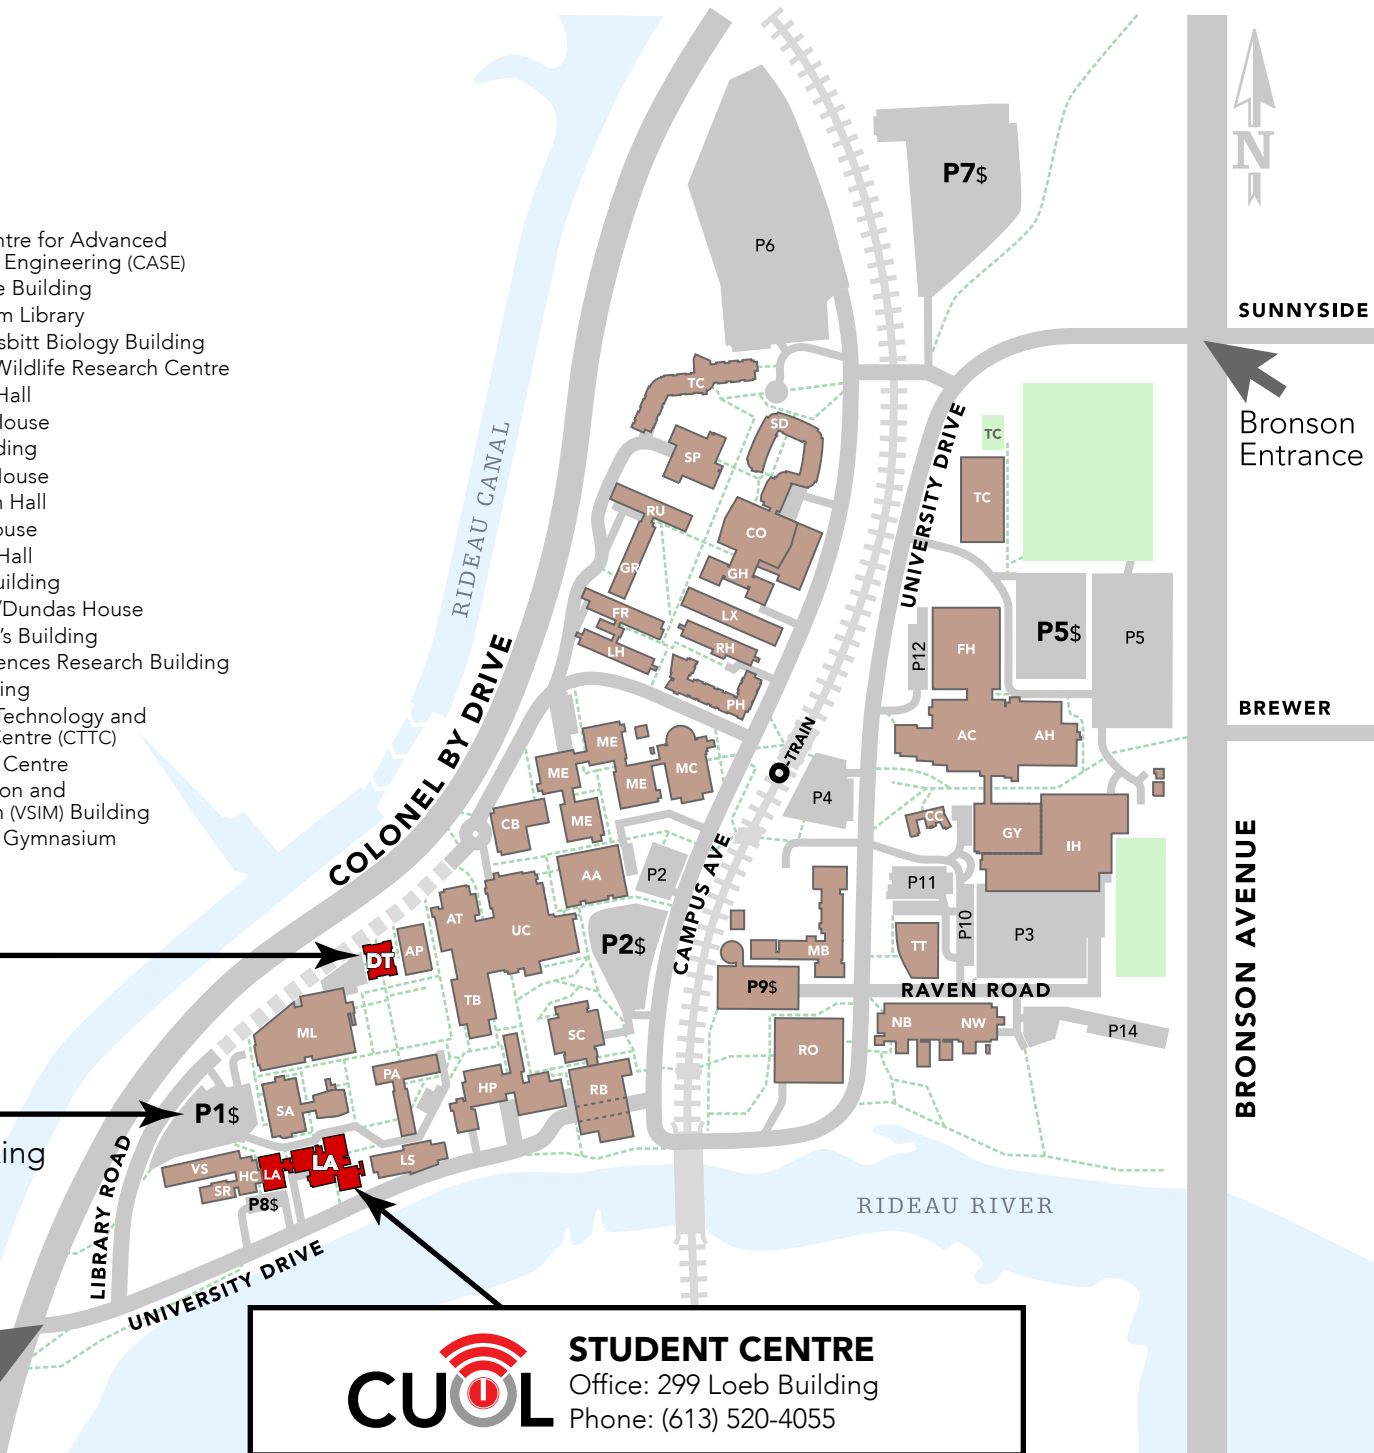 ntre for Advanced
Engineering (CASE)
e Building
m Library
sbitt Biology Building
Wildlife Research Centre
Hall
House
ding
House
n Hall
ouse
Hall
uilding
/Dundas House
's Building
ences Research Building
ing
Technology and
Centre (CTTC)
Centre
on and
n (VSIM) Building
Gymnasium
ing
P7$
P6
N
SUNNYSIDE
Bronson
Entrance
RIDEAU CANAL
COLONEL BY DRIVE
UNIVERSITY DRIVE
TC
SD
SP
TC
TC
RU
CO
GR
GH
FR
LX
LH
RH
PH
P12
FH
P5$
P5
BREWER
AC
AH
O-TRAIN
ME
ME
ME
ME
MC
CB
P4
CC
GY
IH
AA
P2
CAMPUS AVE
P11
P10
P3
BRONSON AVENUE
AT
UC
AP
DT
P2$
MB
TT
P9$
RAVEN ROAD
TB
ML
SC
NB
NW
P14
RO
PA
HP
RB
SA
P1$
LS
VS
HC
LA
LA
SR
P8$
LIBRARY ROAD
UNIVERSITY DRIVE
RIDEAU RIVER
CUOL
STUDENT CENTRE
Office: 299 Loeb Building
Phone: (613) 520-4055